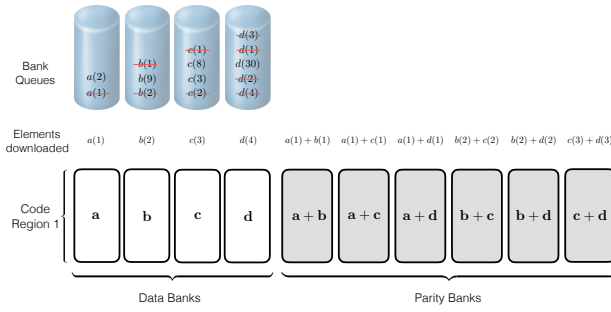 d(3)
c(1) d(1)
b(1) c(8) d(30)
Bank Queues
a(2) b(9) c(3) d(2)
a(1) b(2) c(2) d(4)
Elements downloaded
a(1) b(2) c(3) d(4) a(1) + b(1) a(1) + c(1) a(1) + d(1) b(2) + c(2) b(2) + d(2) c(3) + d(3)
Code Region 1
a b c d a + b a + c a + d b + c b + d c + d
Data Banks Parity Banks